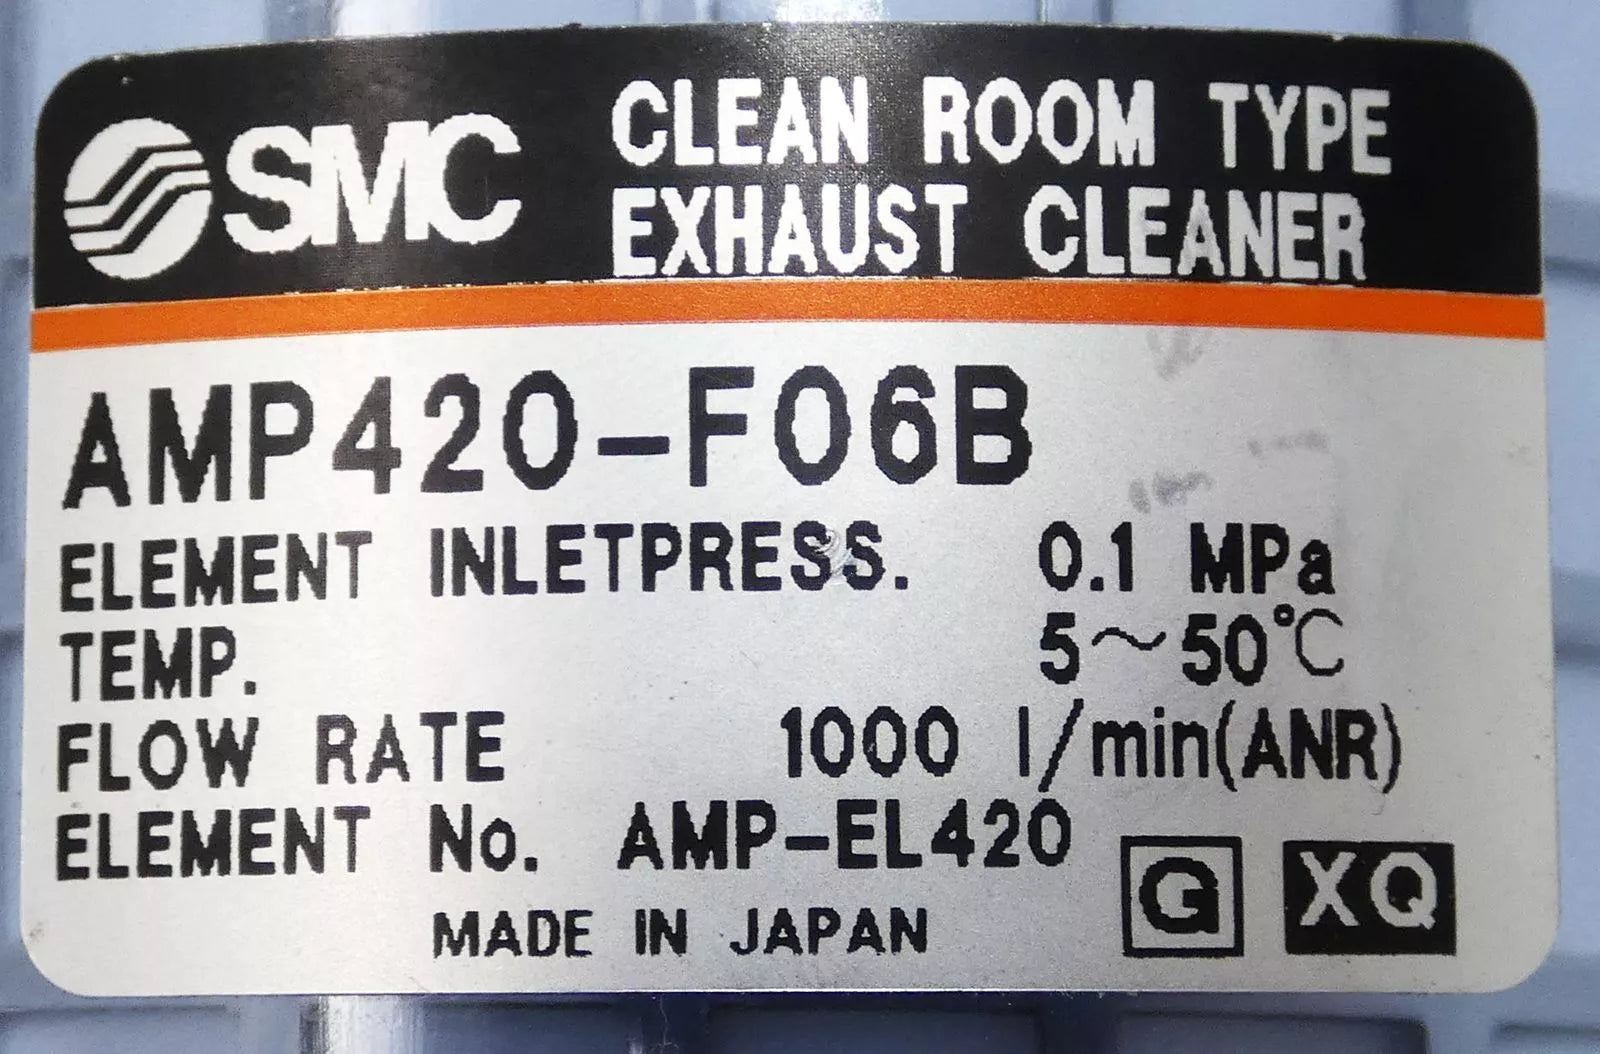 SMC
CLEAN ROOM TYPE
EXHAUST CLEANER
AMP420-F06B
ELEMENT INLETPRESS. 0.1 MPa
TEMP. 5～50℃
FLOW RATE 1000 l/min(ANR)
ELEMENT No. AMP-EL420
MADE IN JAPAN
G XQ